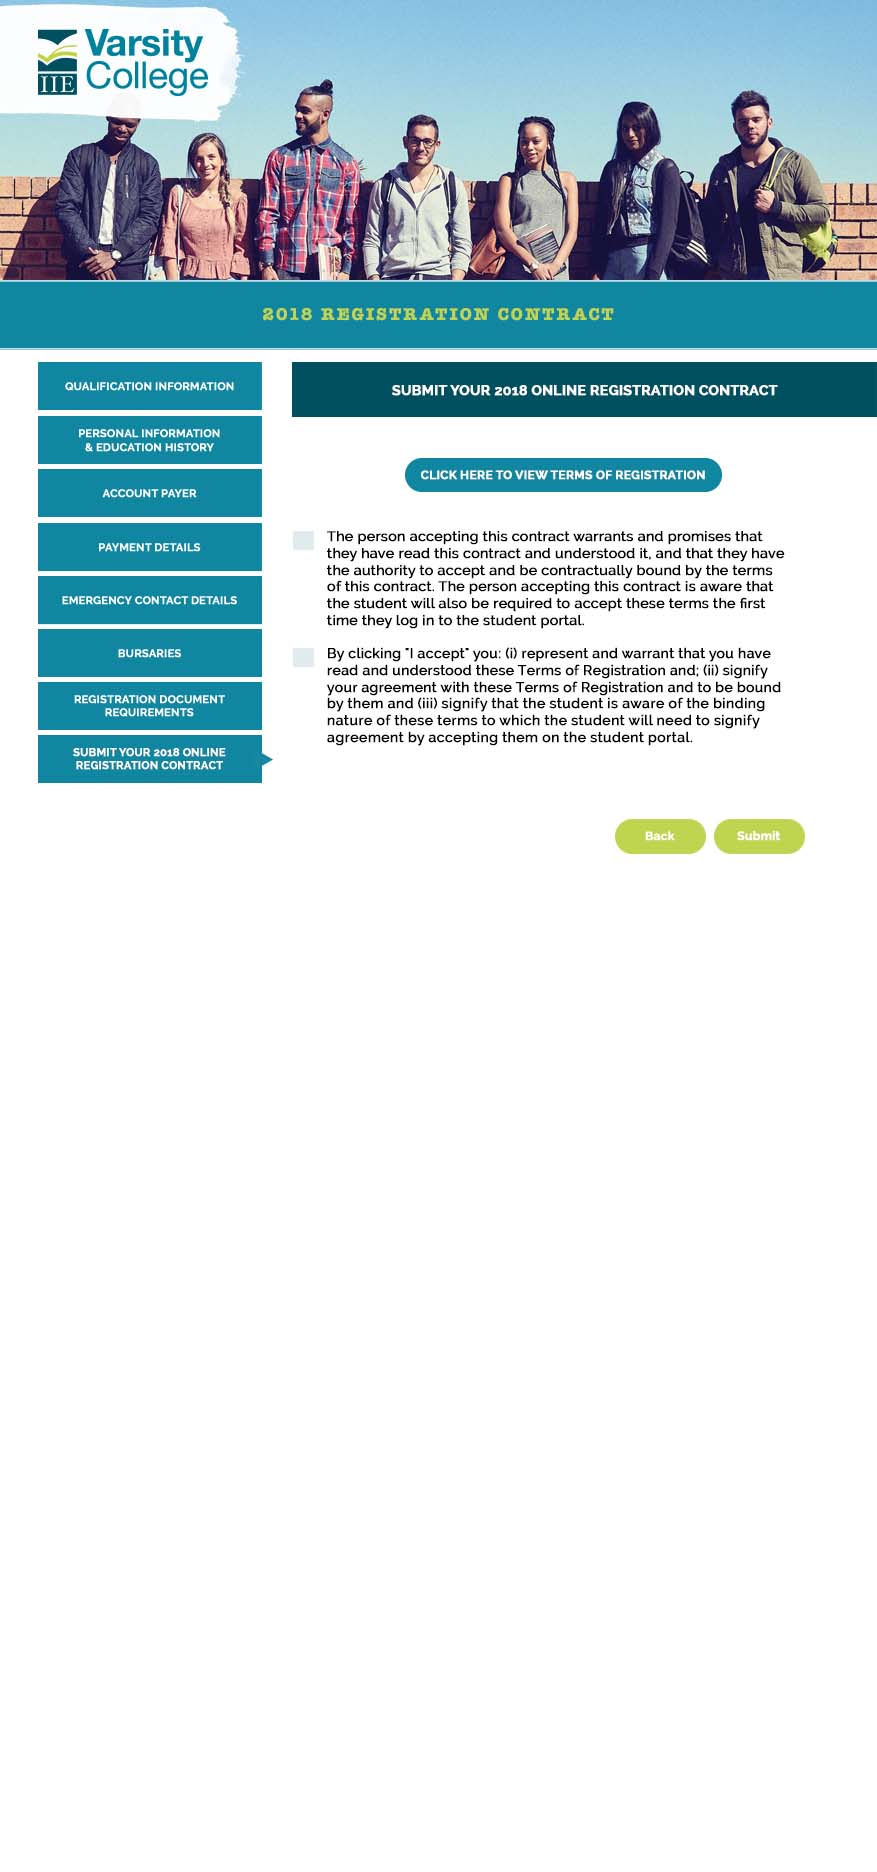 Varsity
College
IIE
2018 REGISTRATION CONTRACT
QUALIFICATION INFORMATION
PERSONAL INFORMATION
& EDUCATION HISTORY
ACCOUNT PAYER
PAYMENT DETAILS
EMERGENCY CONTACT DETAILS
BURSARIES
REGISTRATION DOCUMENT
REQUIREMENTS
SUBMIT YOUR 2018 ONLINE
REGISTRATION CONTRACT
SUBMIT YOUR 2018 ONLINE REGISTRATION CONTRACT
CLICK HERE TO VIEW TERMS OF REGISTRATION
The person accepting this contract warrants and promises that
they have read this contract and understood it, and that they have
the authority to accept and be contractually bound by the terms
of this contract. The person accepting this contract is aware that
the student will also be required to accept these terms the first
time they log in to the student portal.
By clicking "I accept" you: (i) represent and warrant that you have
read and understood these Terms of Registration and; (ii) signify
your agreement with these Terms of Registration and to be bound
by them and (iii) signify that the student is aware of the binding
nature of these terms to which the student will need to signify
agreement by accepting them on the student portal.
Back
Submit